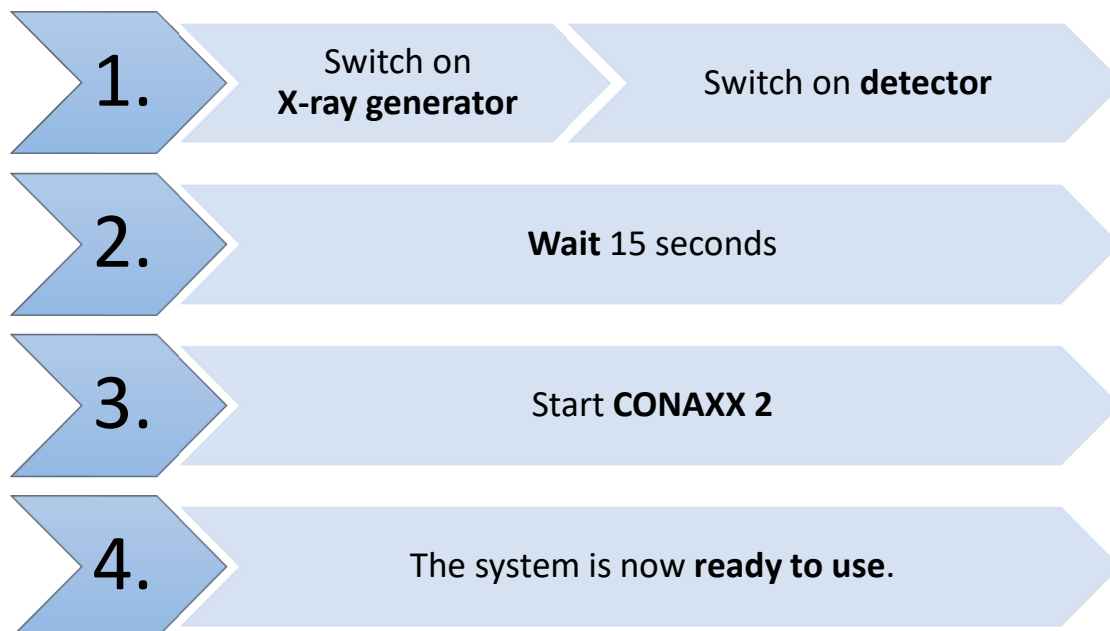 1.
Switch on
X-ray generator
Switch on detector
2.
Wait 15 seconds
3.
Start CONAXX 2
4.
The system is now ready to use.